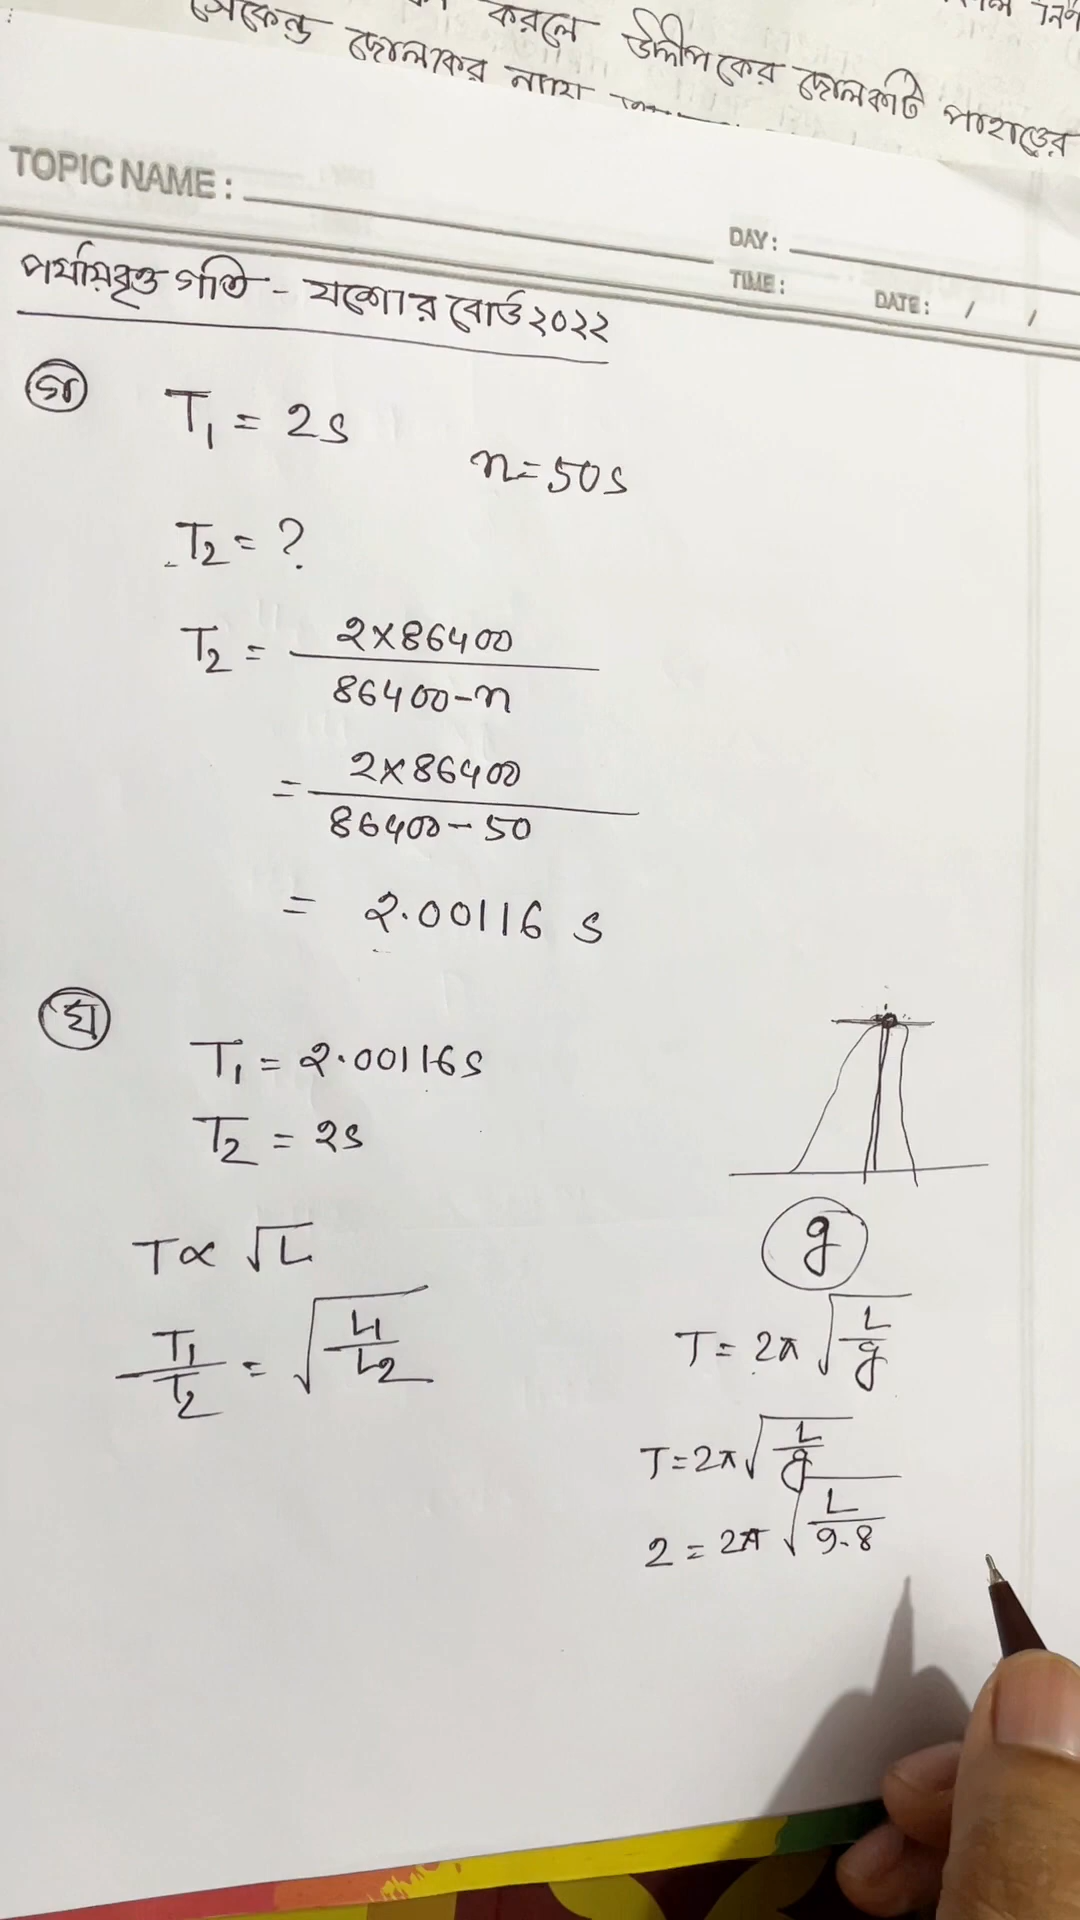 সেকেন্ড দোলকের ন্যায়
করলে উদ্দীপকের দোলকটি পাহাড়ের
TOPIC NAME :
DAY :
TIME :
DATE : / /
পর্যায়বৃত্ত গতি - যশোর বোর্ড ২০২২
গ
T₁ = 2s
n = 50s
T₂ = ?
T₂ = 2×86400 / 86400-n
= 2×86400 / 86400-50
= 2.00116 s
ঘ
T₁ = 2.00116s
T₂ = 2s
T ∝ √L
T₁/T₂ = √(L₁/L₂)
g
T = 2π √(L/g)
T = 2π √(L/g)
2 = 2π √(L/9.8)